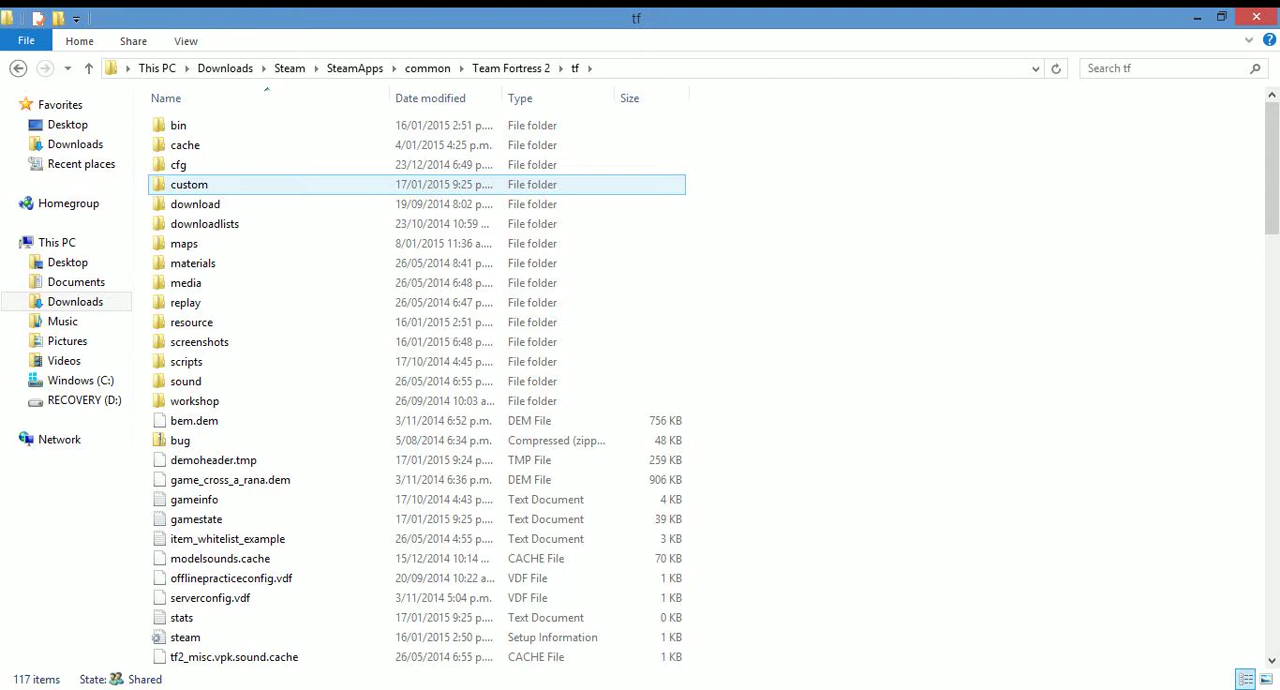 tf
File Home Share View
This PC Downloads Steam SteamApps common Team Fortress 2 tf Search tf
Favorites
Desktop
Downloads
Recent places
Homegroup
This PC
Desktop
Documents
Downloads
Music
Pictures
Videos
Windows (C:)
RECOVERY (D:)
Network
Name Date modified Type Size
bin 16/01/2015 2:51 p.... File folder
cache 4/01/2015 4:25 p.m. File folder
cfg 23/12/2014 6:49 p.... File folder
custom 17/01/2015 9:25 p.... File folder
download 19/09/2014 8:02 p.... File folder
downloadlists 23/10/2014 10:59 ... File folder
maps 8/01/2015 11:36 a.... File folder
materials 26/05/2014 8:41 p.... File folder
media 26/05/2014 6:48 p.... File folder
replay 26/05/2014 6:47 p.... File folder
resource 16/01/2015 2:51 p.... File folder
screenshots 16/01/2015 6:48 p.... File folder
scripts 17/10/2014 4:45 p.... File folder
sound 26/05/2014 6:55 p.... File folder
workshop 26/09/2014 10:03 a... File folder
bem.dem 3/11/2014 6:52 p.m. DEM File 756 KB
bug 5/08/2014 6:34 p.m. Compressed (zipp... 48 KB
demoheader.tmp 17/01/2015 9:24 p.... TMP File 259 KB
game_cross_a_rana.dem 3/11/2014 6:36 p.m. DEM File 906 KB
gameinfo 17/10/2014 4:43 p.... Text Document 4 KB
gamestate 17/01/2015 9:25 p.... Text Document 39 KB
item_whitelist_example 26/05/2014 4:55 p.... Text Document 3 KB
modelsounds.cache 15/12/2014 10:14 ... CACHE File 70 KB
offlinepracticeconfig.vdf 20/09/2014 10:22 a... VDF File 1 KB
serverconfig.vdf 3/11/2014 5:04 p.m. VDF File 1 KB
stats 17/01/2015 9:25 p.... Text Document 0 KB
steam 16/01/2015 2:50 p.... Setup Information 1 KB
tf2_misc.vpk.sound.cache 26/05/2014 6:55 p.... CACHE File 1 KB
117 items State: Shared